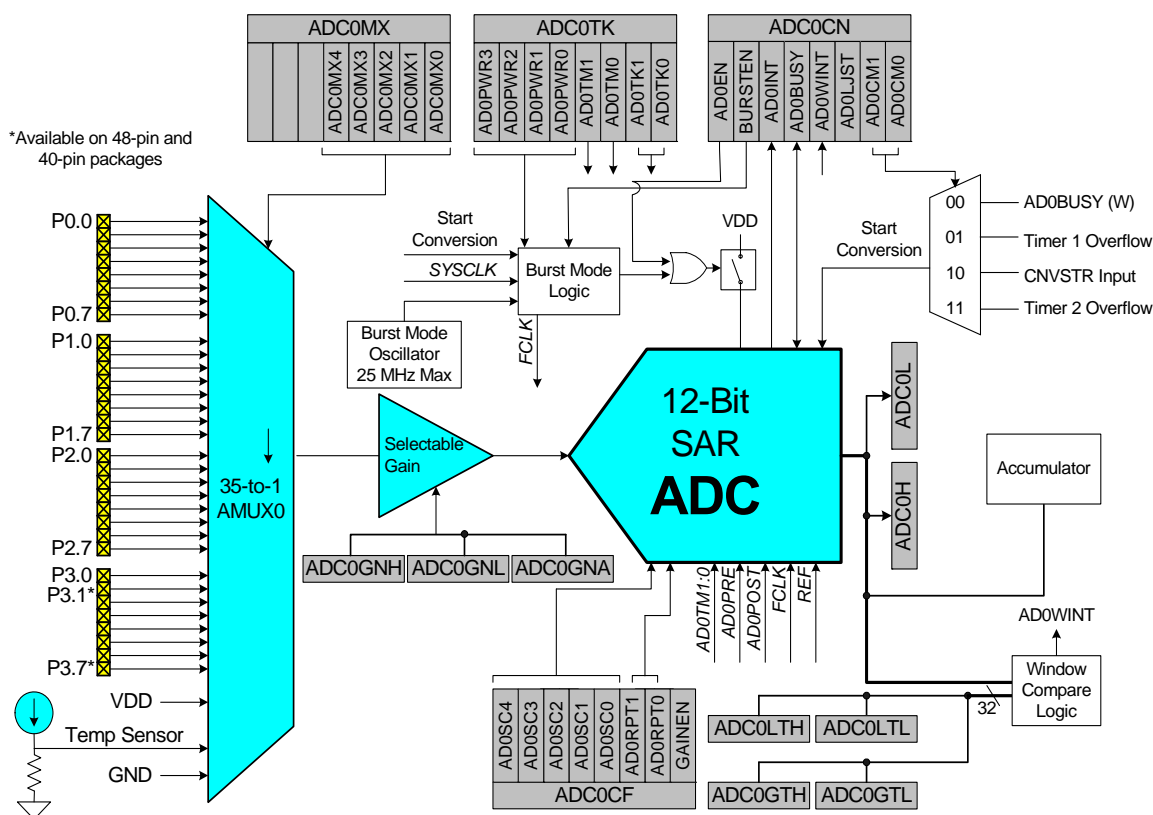 ADC0MX
ADC0MX4
ADC0MX3
ADC0MX2
ADC0MX1
ADC0MX0
ADC0TK
AD0PWR3
AD0PWR2
AD0PWR1
AD0PWR0
AD0TM1
AD0TM0
AD0TK1
AD0TK0
ADC0CN
AD0EN
BURSTEN
AD0INT
AD0BUSY
AD0WINT
AD0LJST
AD0CM1
AD0CM0
*Available on 48-pin and
40-pin packages
P0.0
P0.7
P1.0
P1.7
P2.0
P2.7
P3.0
P3.1*
P3.7*
VDD
Temp Sensor
GND
35-to-1
AMUX0
Start
Conversion
SYSCLK
Burst Mode
Logic
Burst Mode
Oscillator
25 MHz Max
FCLK
VDD
Start
Conversion
00
01
10
11
AD0BUSY (W)
Timer 1 Overflow
CNVSTR Input
Timer 2 Overflow
Selectable
Gain
ADC0GNH
ADC0GNL
ADC0GNA
12-Bit
SAR
ADC
ADC0L
ADC0H
Accumulator
AD0TM1:0
AD0PRE
AD0POST
FCLK
REF
AD0WINT
Window
Compare
Logic
32
ADC0LTH
ADC0LTL
ADC0GTH
ADC0GTL
AD0SC4
AD0SC3
AD0SC2
AD0SC1
AD0SC0
AD0RPT1
AD0RPT0
GAINEN
ADC0CF